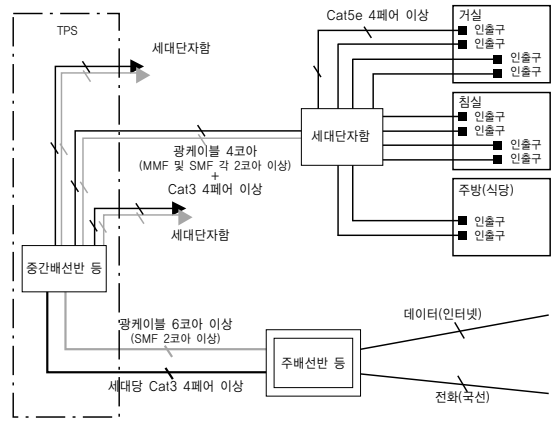 TPS
세대단자함
Cat5e 4페어 이상
거실
인출구
인출구
인출구
인출구
침실
인출구
인출구
인출구
인출구
세대단자함
광케이블 4코아
(MMF 및 SMF 각 2코아 이상)
+
Cat3 4페어 이상
주방(식당)
인출구
인출구
세대단자함
중간배선반 등
광케이블 6코아 이상
(SMF 2코아 이상)
세대당 Cat3 4페어 이상
주배선반 등
데이터(인터넷)
전화(국선)